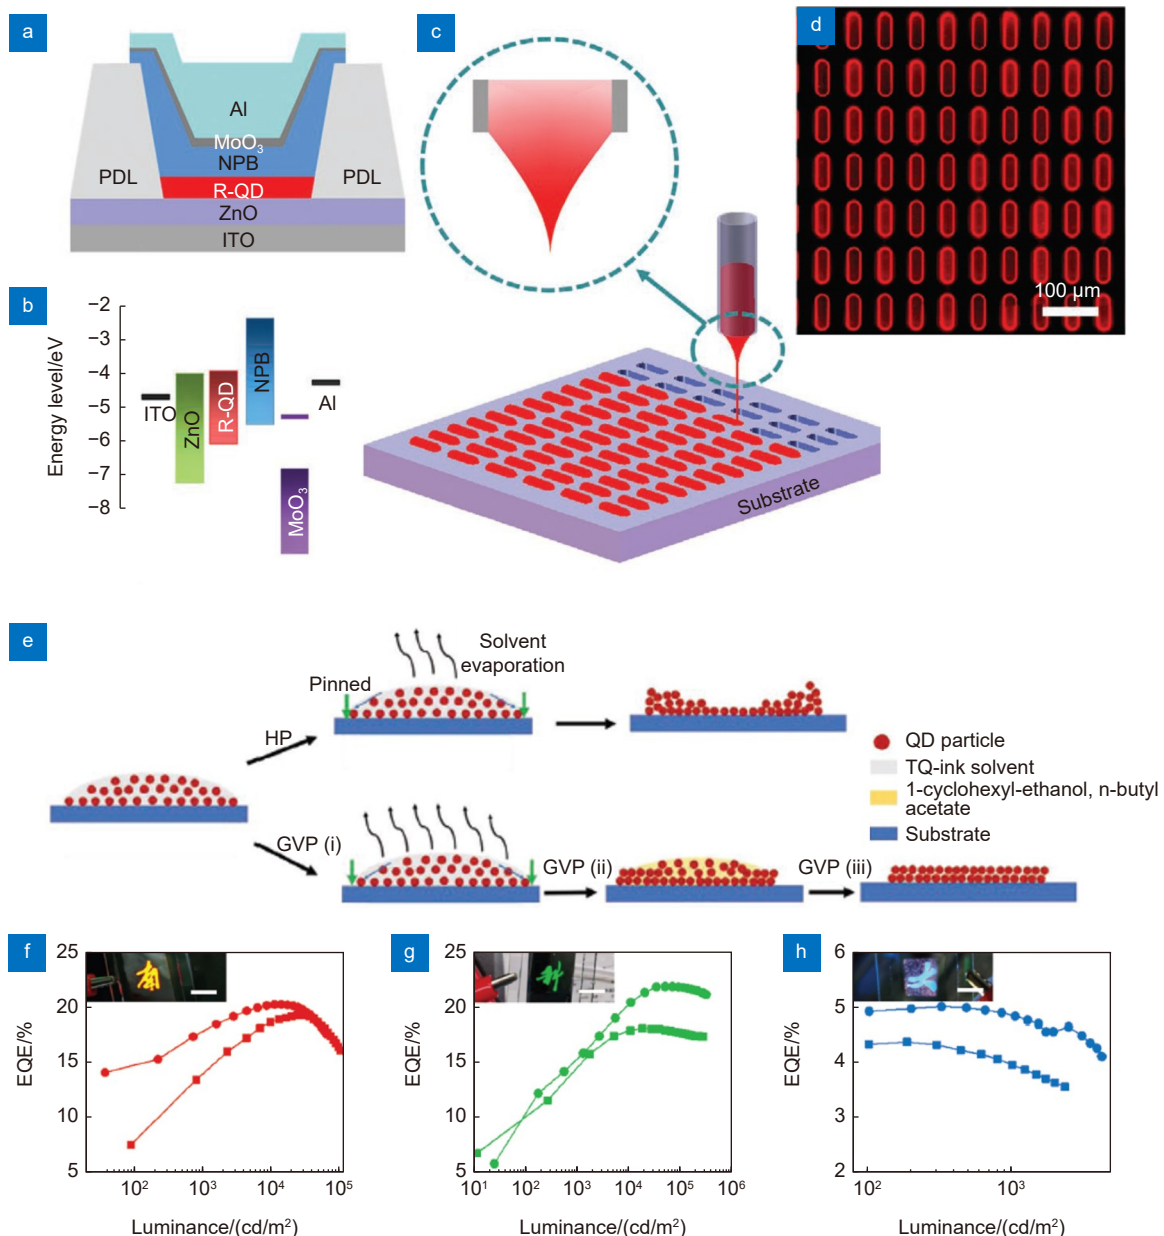 a
Al
MoO₃
NPB
PDL
R-QD
PDL
ZnO
ITO
b
Energy level/eV
−2
−3
−4
−5
−6
−7
−8
ITO
ZnO
R-QD
NPB
MoO₃
Al
c
Substrate
d
100 μm
e
HP
Pinned
Solvent
evaporation
GVP (i)
GVP (ii)
GVP (iii)
QD particle
TQ-ink solvent
1-cyclohexyl-ethanol, n-butyl
acetate
Substrate
f
EQE/%
25
20
15
10
5
10² 10³ 10⁴ 10⁵
Luminance/(cd/m²)
g
EQE/%
25
20
15
10
5
10¹ 10² 10³ 10⁴ 10⁵ 10⁶
Luminance/(cd/m²)
h
EQE/%
6
5
4
3
2
10² 10³
Luminance/(cd/m²)